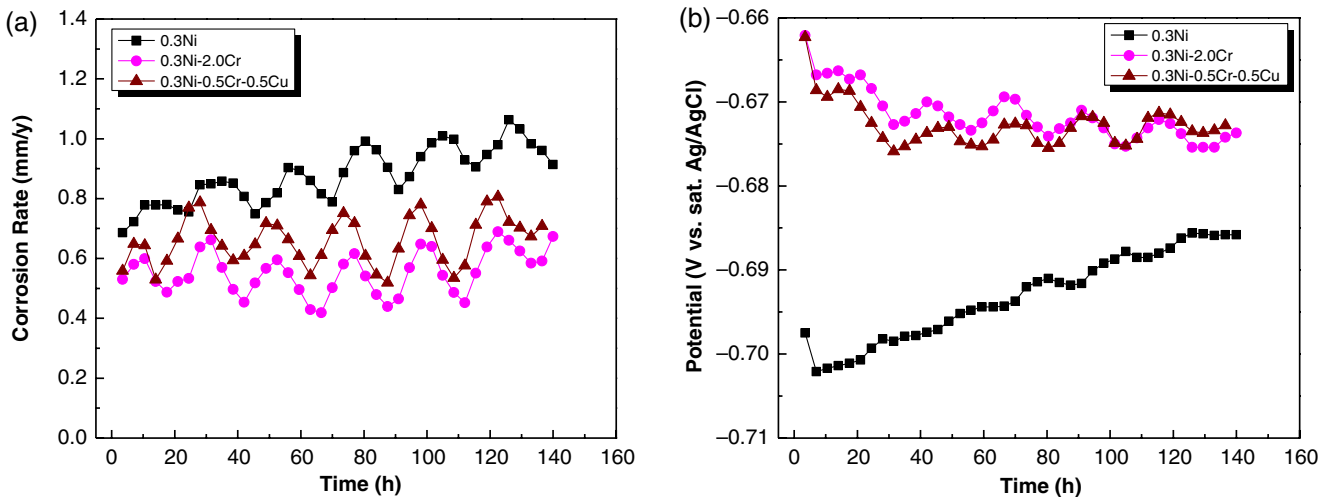 (a)
1.4
1.2
1.0
0.8
0.6
0.4
0.2
0.0
Corrosion Rate (mm/y)
0.3Ni
0.3Ni-2.0Cr
0.3Ni-0.5Cr-0.5Cu
0 20 40 60 80 100 120 140 160
Time (h)
(b)
−0.66
−0.67
−0.68
−0.69
−0.70
−0.71
Potential (V vs. sat. Ag/AgCl)
0.3Ni
0.3Ni-2.0Cr
0.3Ni-0.5Cr-0.5Cu
0 20 40 60 80 100 120 140 160
Time (h)